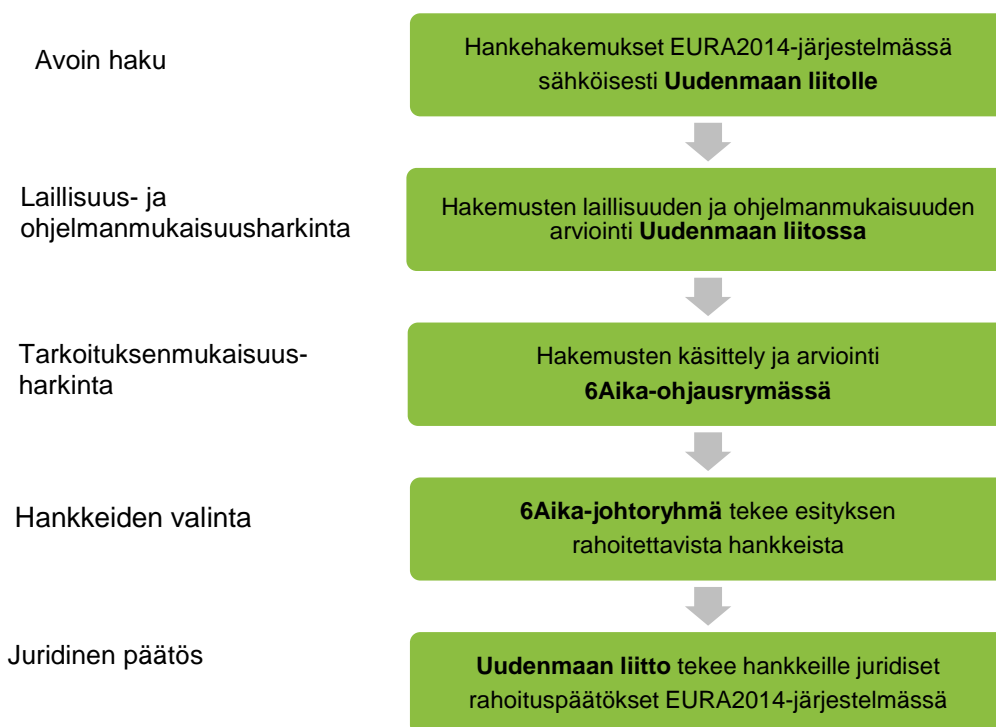 Avoin haku
Hankehakemukset EURA2014-järjestelmässä
sähköisesti Uudenmaan liitolle
Laillisuus- ja
ohjelmanmukaisuusharkinta
Hakemusten laillisuuden ja ohjelmanmukaisuuden
arviointi Uudenmaan liitossa
Tarkoituksenmukaisuus-
harkinta
Hakemusten käsittely ja arviointi
6Aika-ohjausrymässä
Hankkeiden valinta
6Aika-johtoryhmä tekee esityksen
rahoitettavista hankkeista
Juridinen päätös
Uudenmaan liitto tekee hankkeille juridiset
rahoituspäätökset EURA2014-järjestelmässä